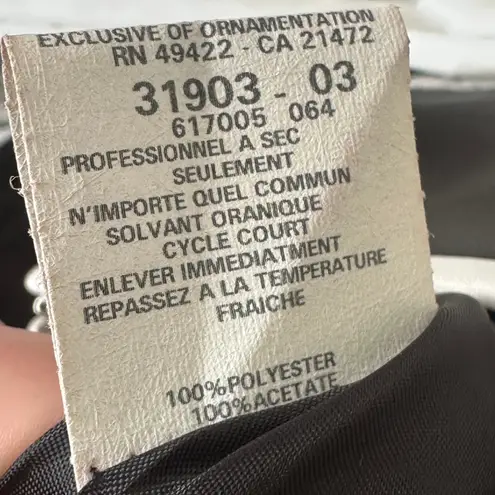 EXCLUSIVE OF ORNAMENTATION
RN 49422 - CA 21472
31903 - 03
617005 064
PROFESSIONNEL A SEC
SEULEMENT
N'IMPORTE QUEL COMMUN
SOLVANT ORANIQUE
CYCLE COURT
ENLEVER IMMEDIATMENT
REPASSEZ A LA TEMPERATURE
FRAICHE
100%POLYESTER
100%ACETATE